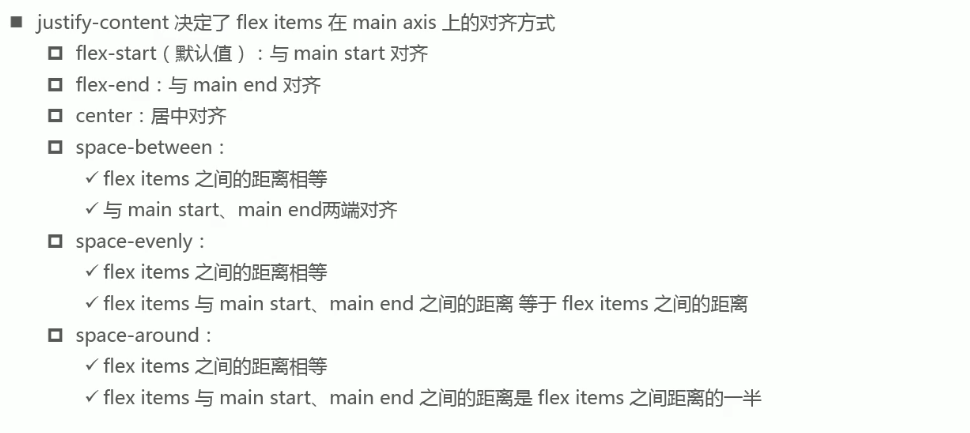 ■ justify-content 决定了 flex items 在 main axis 上的对齐方式
□ flex-start（默认值）：与 main start 对齐
□ flex-end：与 main end 对齐
□ center：居中对齐
□ space-between：
✓ flex items 之间的距离相等
✓ 与 main start、main end两端对齐
□ space-evenly：
✓ flex items 之间的距离相等
✓ flex items 与 main start、main end 之间的距离 等于 flex items 之间的距离
□ space-around：
✓ flex items 之间的距离相等
✓ flex items 与 main start、main end 之间的距离是 flex items 之间距离的一半